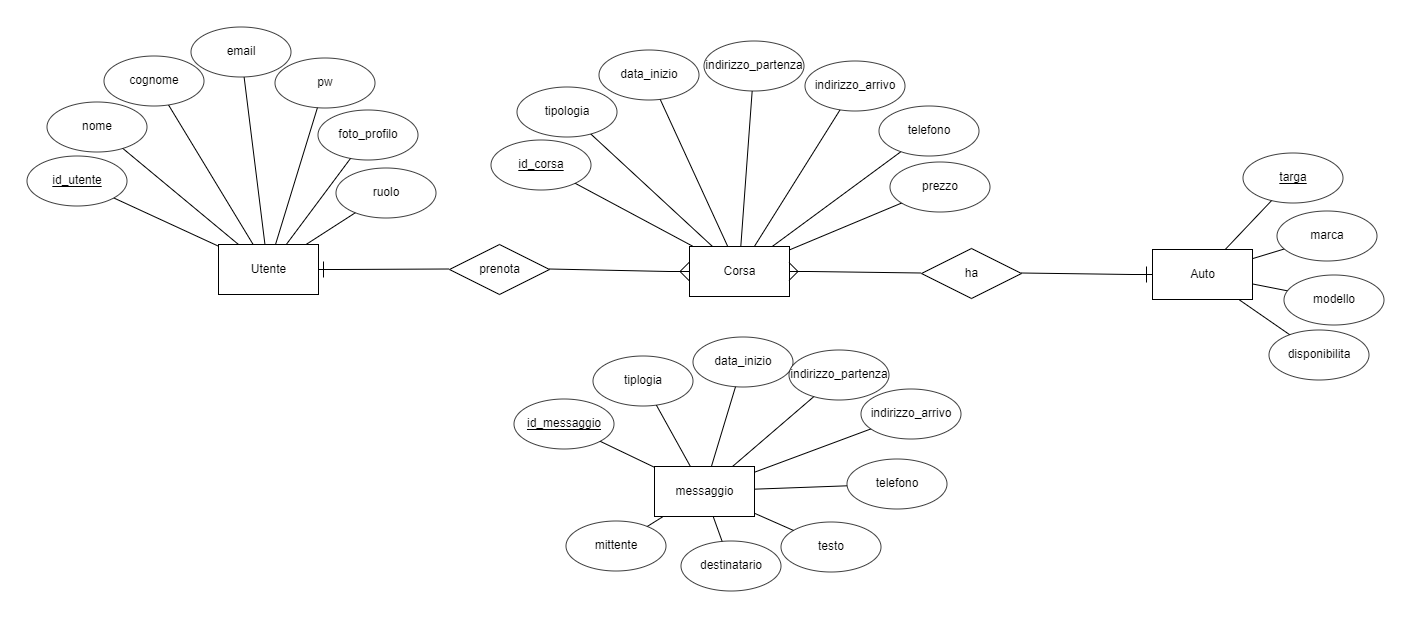 email
cognome
pw
nome
foto_profilo
id_utente
ruolo
Utente
prenota
indirizzo_partenza
data_inizio
indirizzo_arrivo
tipologia
telefono
id_corsa
prezzo
Corsa
ha
targa
marca
Auto
modello
disponibilita
data_inizio
tiplogia
indirizzo_partenza
id_messaggio
indirizzo_arrivo
telefono
messaggio
mittente
destinatario
testo